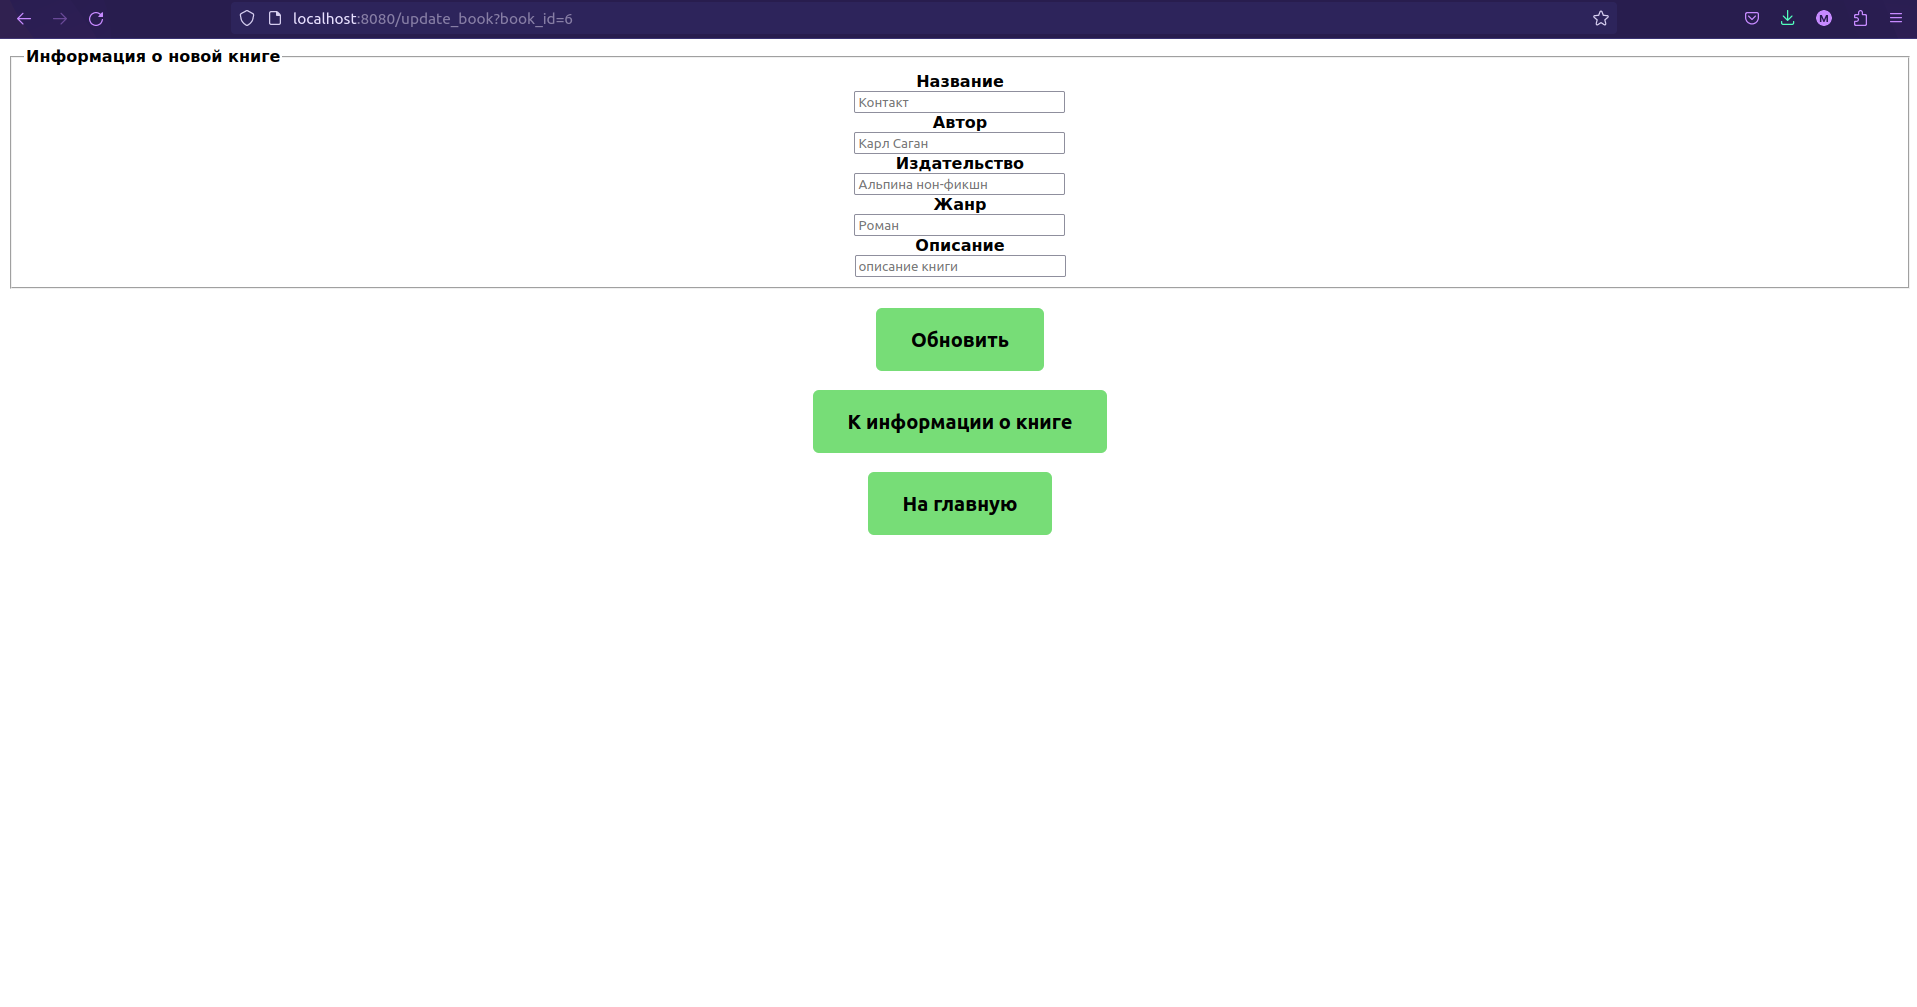 localhost:8080/update_book?book_id=6
M
Информация о новой книге
Название
Контакт
Автор
Карл Саган
Издательство
Альпина нон-фикшн
Жанр
Роман
Описание
описание книги
Обновить
К информации о книге
На главную